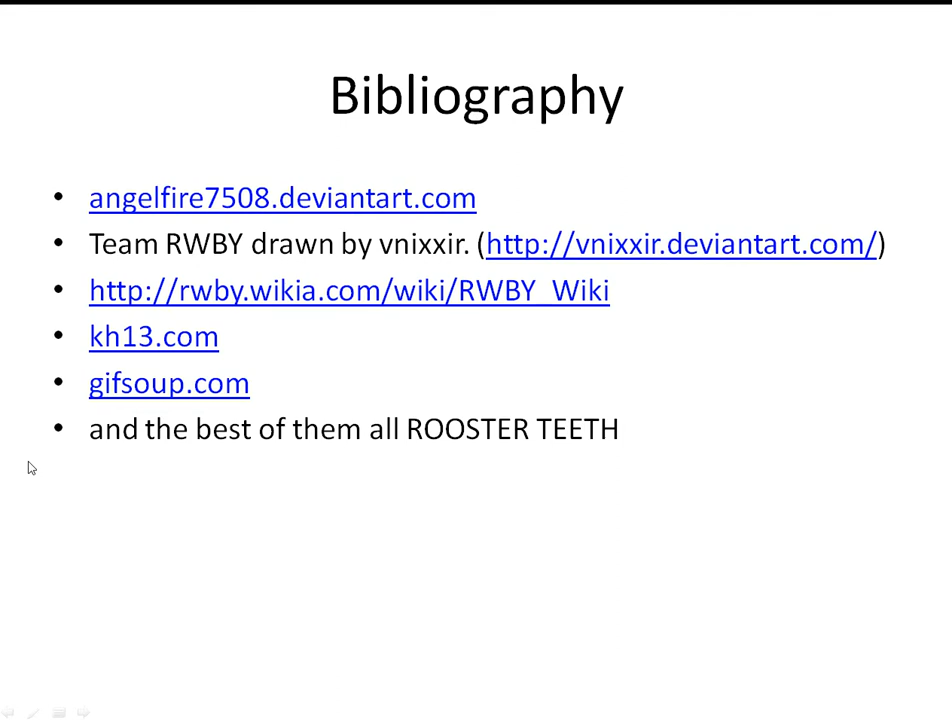 Bibliography
• angelfire7508.deviantart.com
• Team RWBY drawn by vnixxir. (http://vnixxir.deviantart.com/)
• http://rwby.wikia.com/wiki/RWBY_Wiki
• kh13.com
• gifsoup.com
• and the best of them all ROOSTER TEETH